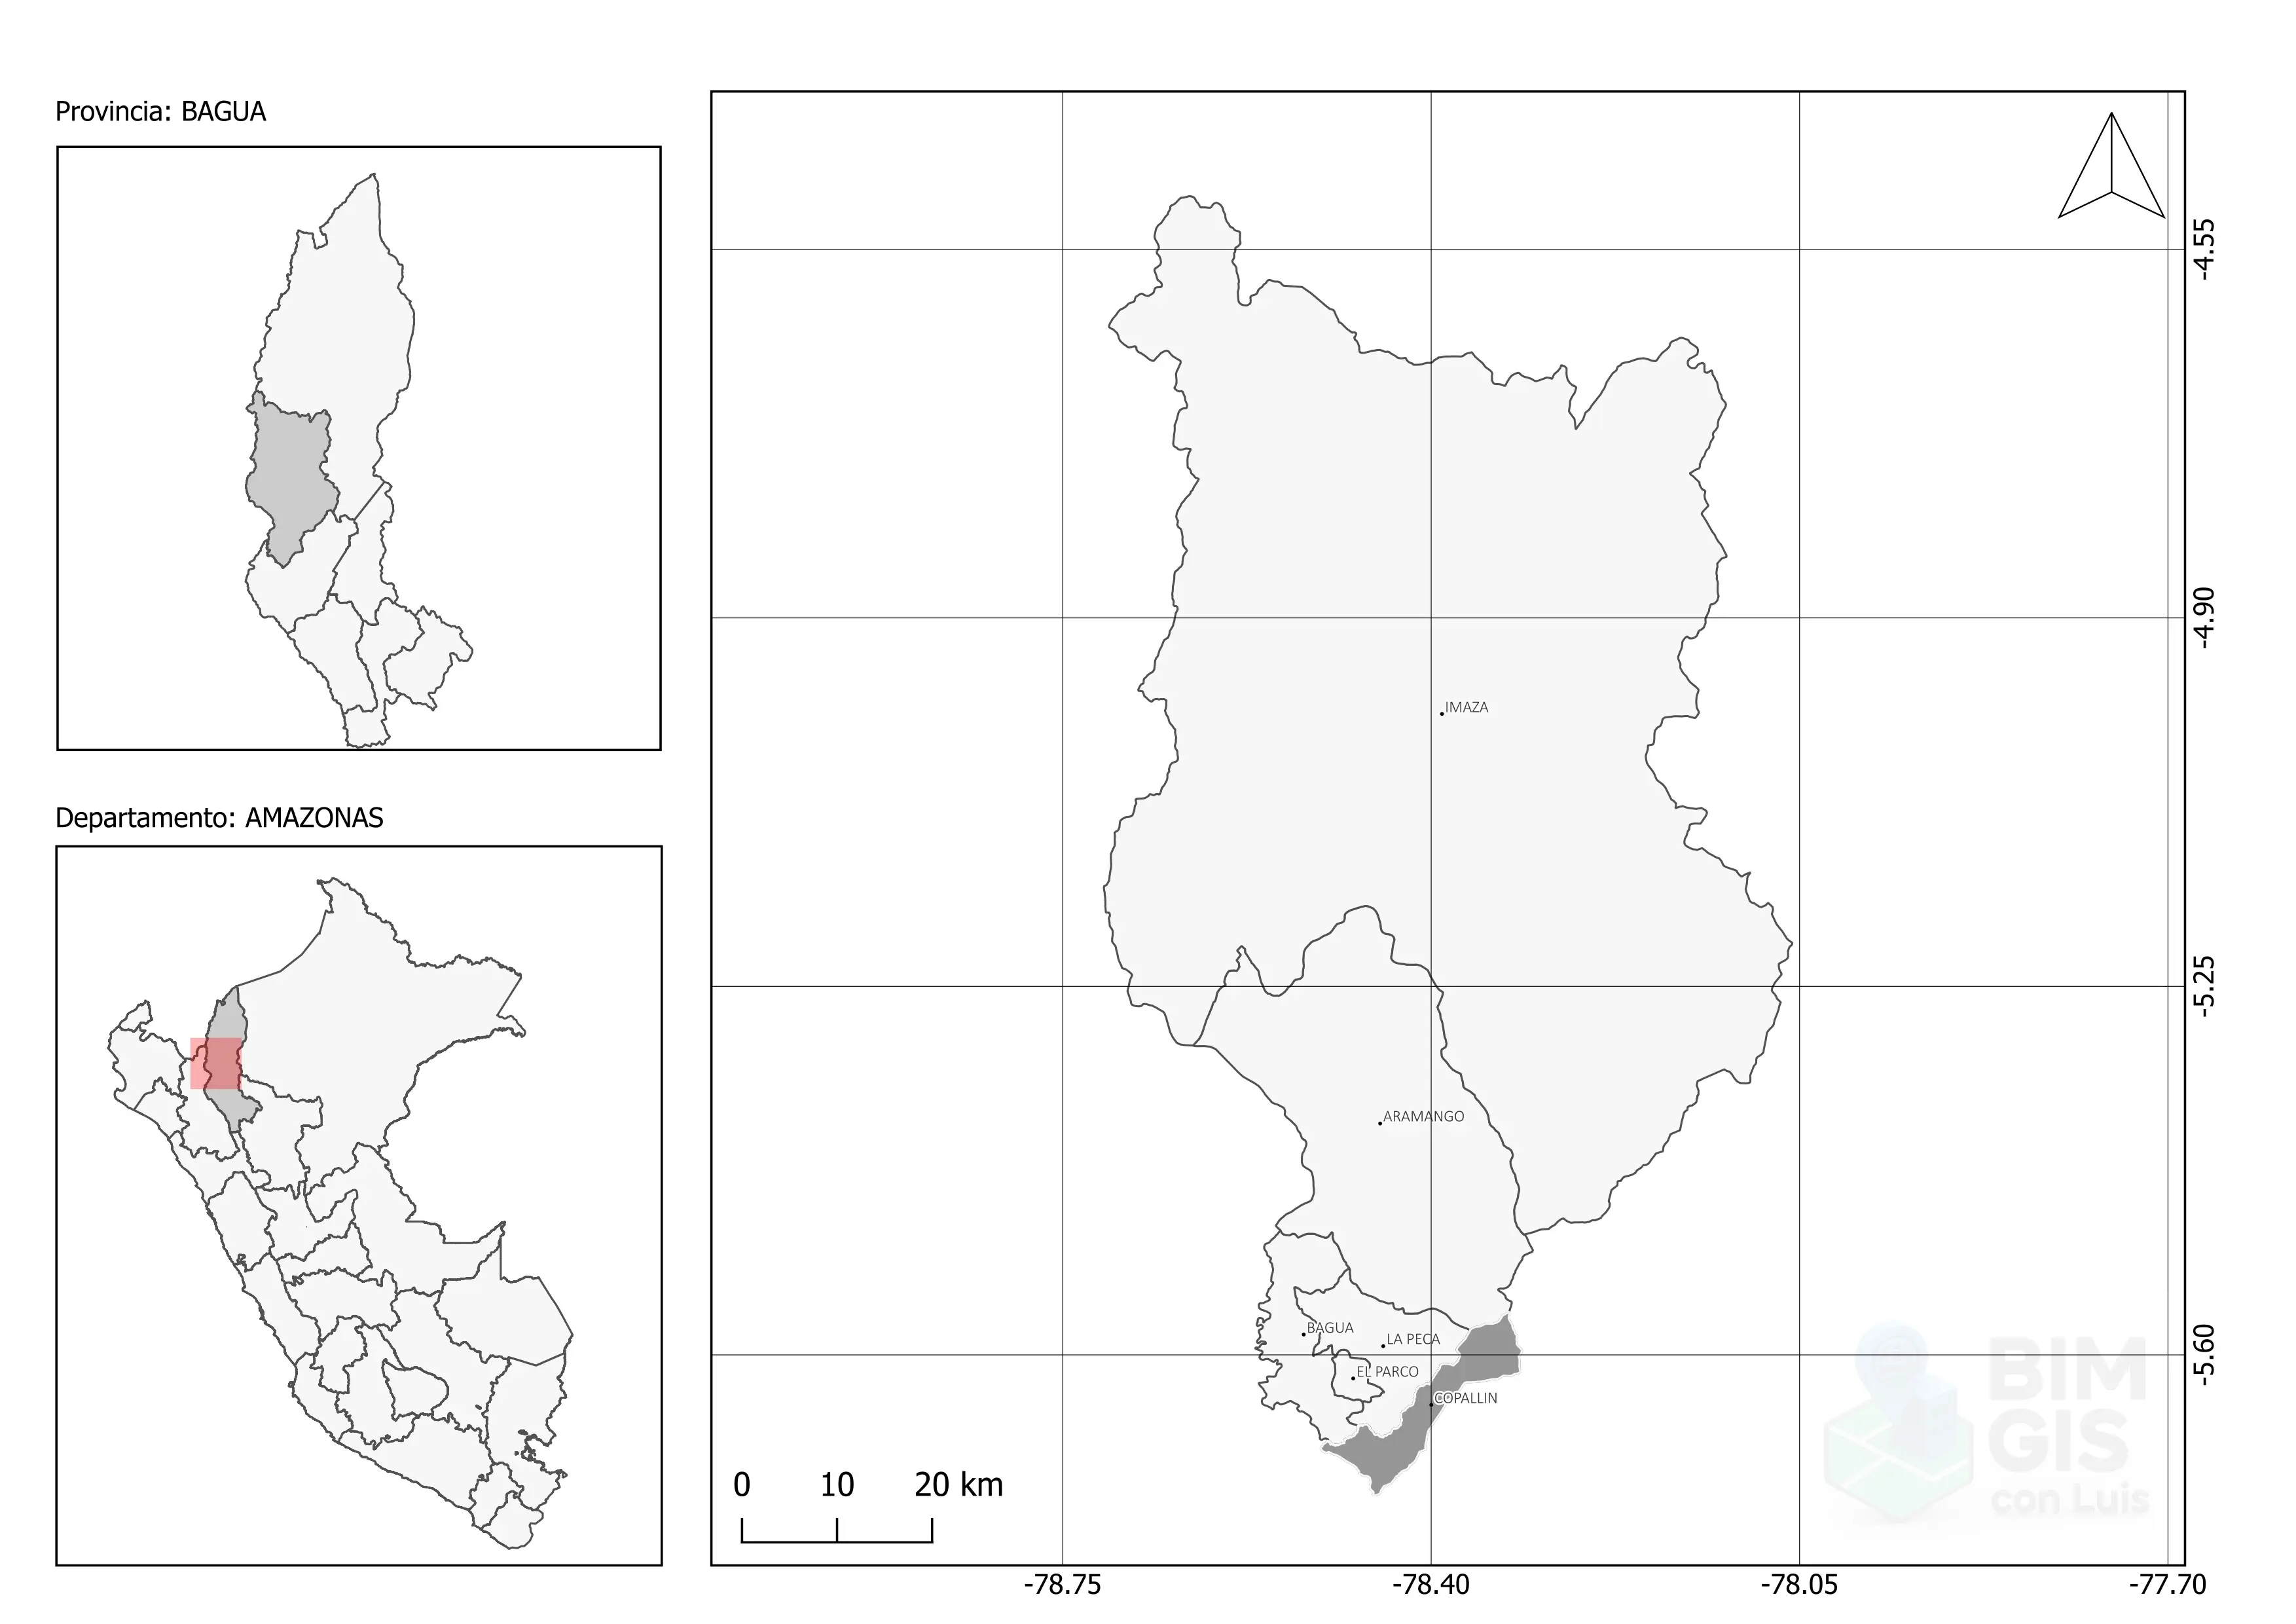 Provincia: BAGUA
Departamento: AMAZONAS
-4.55
-4.90
IMAZA
-5.25
ARAMANGO
BAGUA
LA PECA
-5.60
EL PARCO
COPALLIN
BIM
GIS
con Luis
0 10 20 km
-78.75 -78.40 -78.05 -77.70